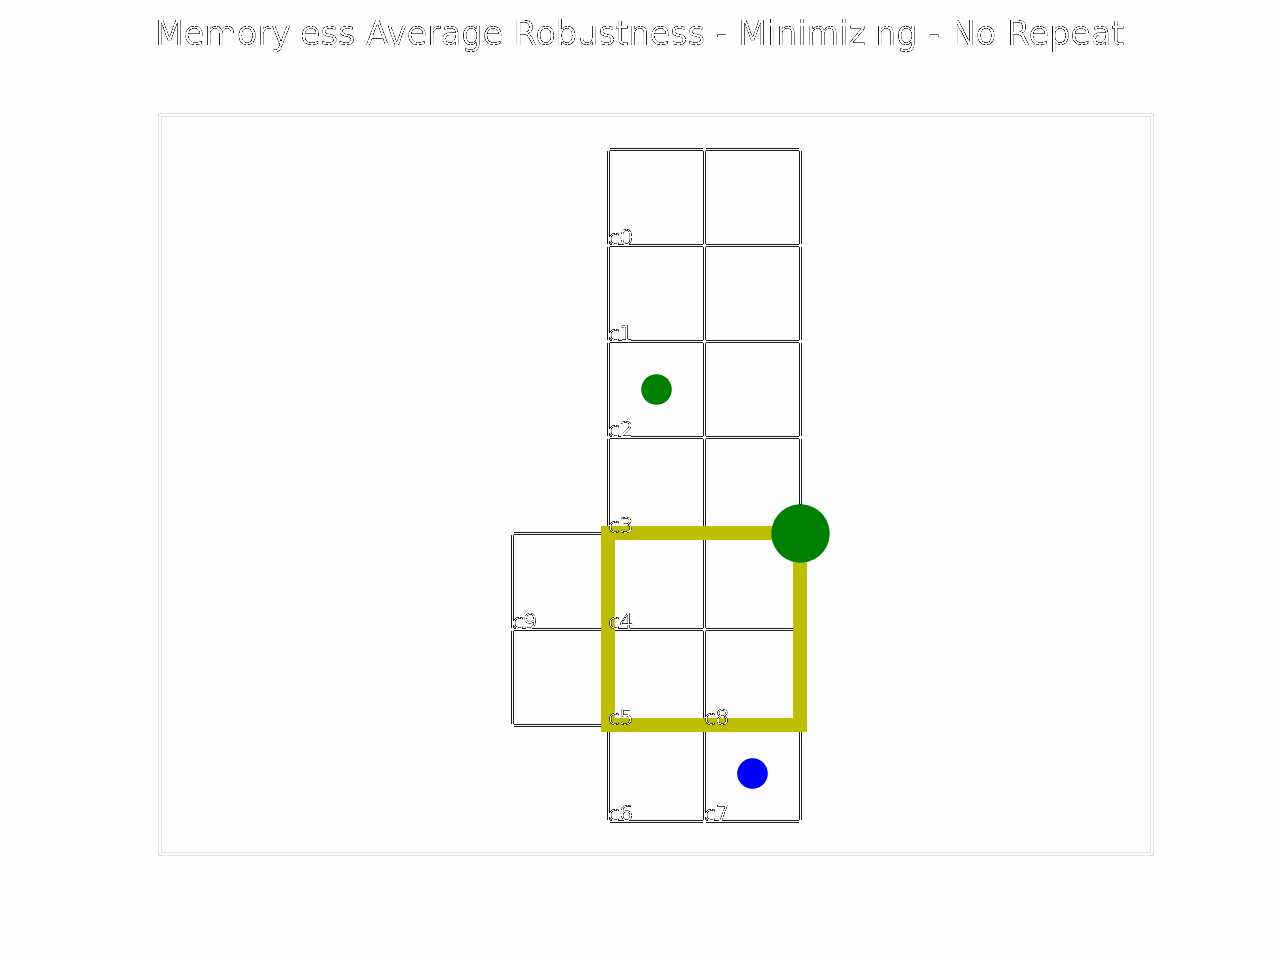 Memory ess Average Robustness - Minimiz ng - No Repeat
c0
c1
c2
c3
c9 c4
c5 c8
c6 c7